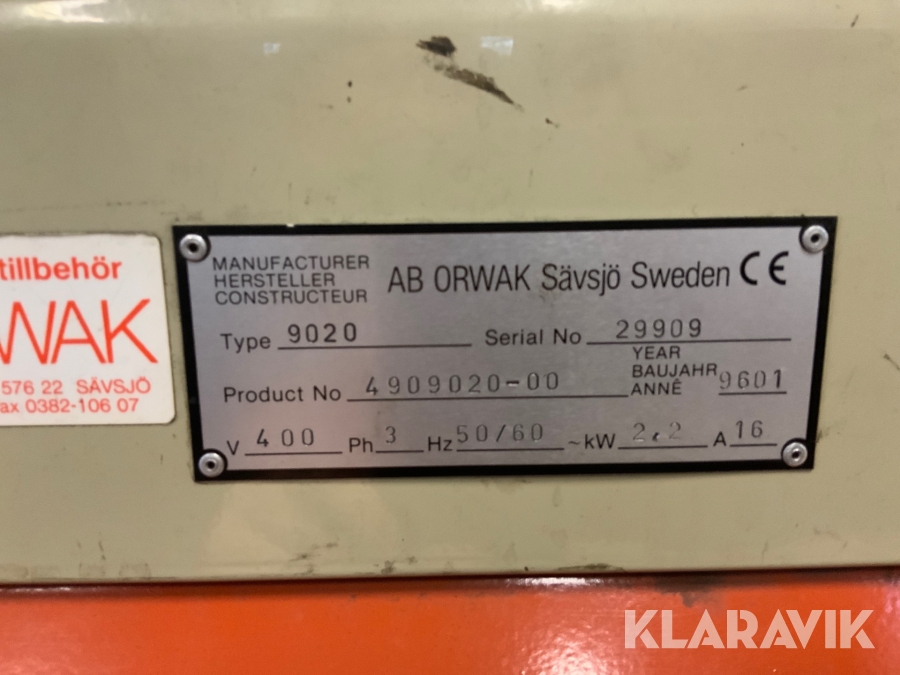 tillbehör
WAK
576 22 SÄVSJÖ
ax 0382-106 07
MANUFACTURER
HERSTELLER
CONSTRUCTEUR
AB ORWAK Sävsjö Sweden CE
Type 9020 Serial No 29909
Product No 4909020-00 YEAR
BAUJAHR
ANNÉ 9601
V 400 Ph 3 Hz 50/60 ~kW 2,2 A 16
KLARAVIK